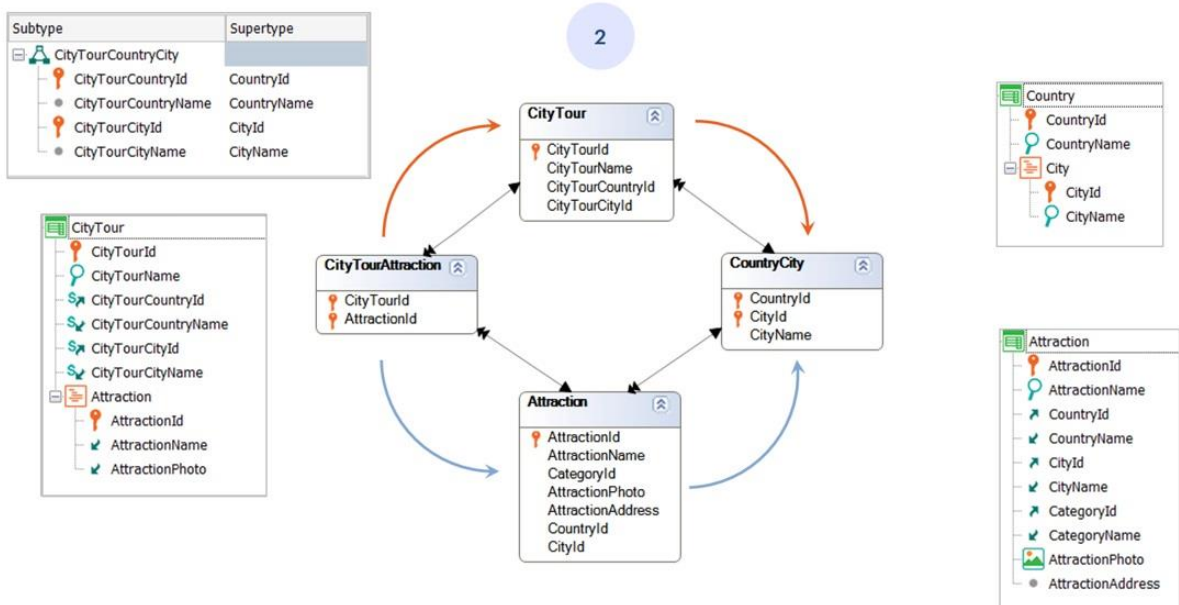 Subtype Supertype
CityTourCountryCity
CityTourCountryId CountryId
CityTourCountryName CountryName
CityTourCityId CityId
CityTourCityName CityName
2
CityTour
CityTourId
CityTourName
CityTourCountryId
CityTourCityId
Country
CountryId
CountryName
City
CityId
CityName
CityTour
CityTourId
CityTourName
CityTourCountryId
CityTourCountryName
CityTourCityId
CityTourCityName
Attraction
AttractionId
AttractionName
AttractionPhoto
CityTourAttraction
CityTourId
AttractionId
CountryCity
CountryId
CityId
CityName
Attraction
AttractionId
AttractionName
CategoryId
AttractionPhoto
AttractionAddress
CountryId
CityId
Attraction
AttractionId
AttractionName
CountryId
CountryName
CityId
CityName
CategoryId
CategoryName
AttractionPhoto
AttractionAddress